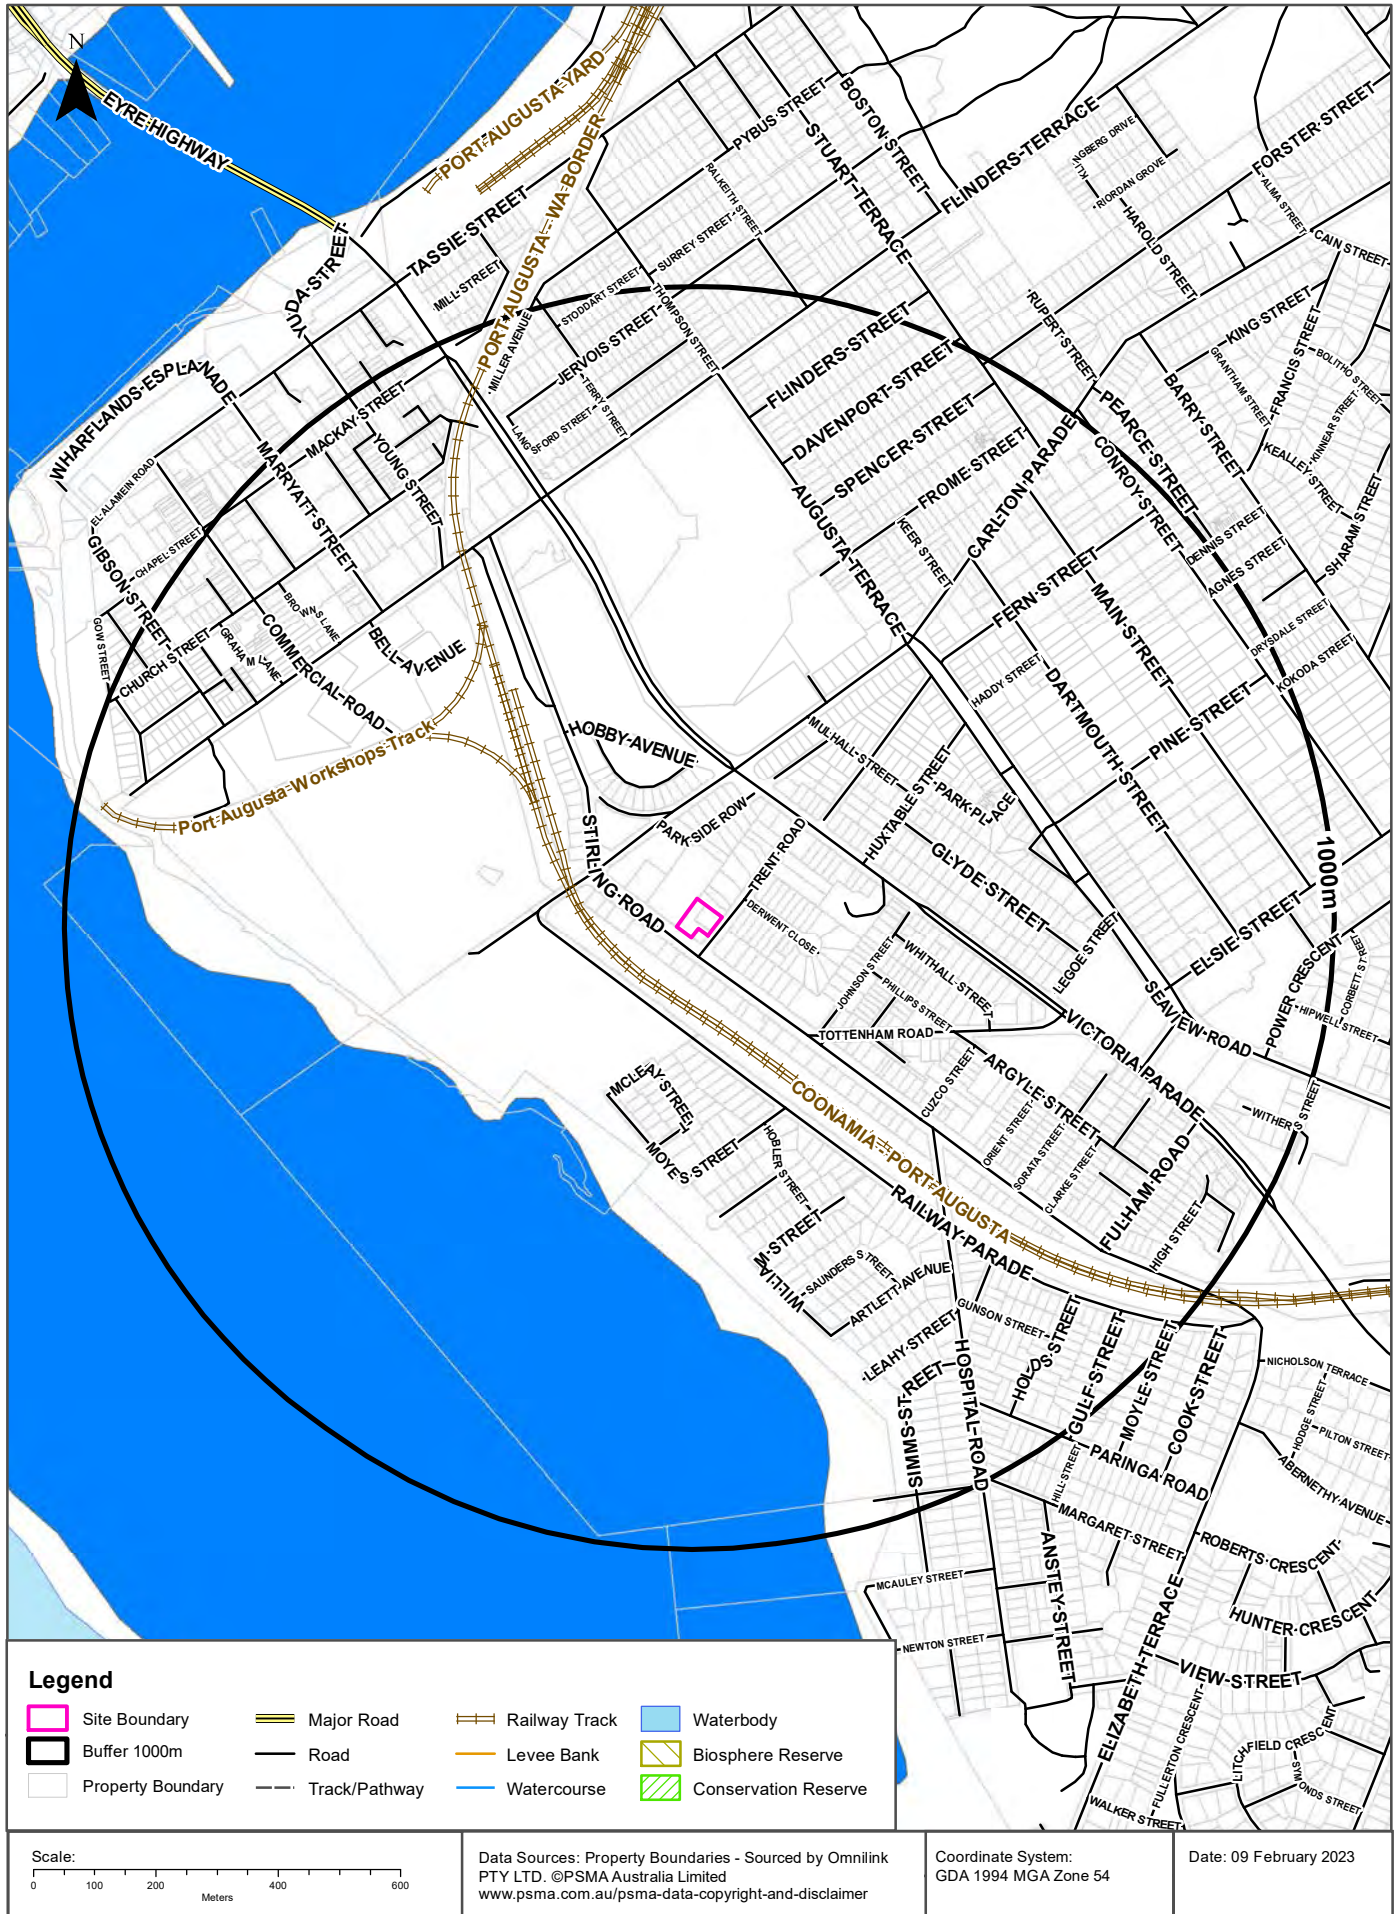 N
EYRE HIGHWAY
PORT AUGUSTA YARD
PORT AUGUSTA - WA BORDER
TASSIE STREET
YUDA STREET
MILL STREET
MILLER AVENUE
PYBUS STREET
BOSTON STREET
STUART TERRACE
RALKEITH STREET
SURREY STREET
STODDART STREET
THOMPSON STREET
JERVOIS STREET
TERRY STREET
LANGSFORD STREET
FLINDERS TERRACE
NGBERG DRIVE
RIORDAN GROVE
HAROLD STREET
FORSTER STREET
ALMA STREET
CAIN STREET
RUPERT STREET
KING STREET
FRANCIS STREET
GRANTHAM STREET
BOLITHO STREET
KINNEAR STREET
KEALLEY STREET
BARRY STREET
PEARCE STREET
CONROY STREET
SHARAM STREET
DENNIS STREET
AGNES STREET
DRYSDALE STREET
KOKODA STREET
FLINDERS STREET
DAVENPORT STREET
SPENCER STREET
FROME STREET
CARLTON PARADE
KEER STREET
AUGUSTA TERRACE
FERN STREET
MAIN STREET
HADDY STREET
DARTMOUTH STREET
PINE STREET
WHARFLANDS ESPLANADE
MACKAY STREET
MARRYATT STREET
YOUNG STREET
EL ALAMEIN ROAD
GIBSON STREET
CHAPEL STREET
GOW STREET
CHURCH STREET
BROWNS LANE
GRAHAM LANE
COMMERCIAL ROAD
BELL AVENUE
Port Augusta Workshops Track
HOBBY AVENUE
STIRLING ROAD
PARK SIDE ROW
TRENT ROAD
DERWENT CLOSE
MULHALL STREET
HUXTABLE STREET
PARK PLACE
GLYDE STREET
LEGOE STREET
ELSIE STREET
1000m
POWER CRESCENT
CORBETT STREET
HIPWELL STREET
SEAVIEW ROAD
JOHNSON STREET
WHITHALL STREET
PHILLIPS STREET
TOTTENHAM ROAD
VICTORIA PARADE
ARGYLE STREET
CUZCO STREET
ORIENT STREET
SORATA STREET
CLARKE STREET
FULHAM ROAD
HIGH STREET
WITHERS STREET
COONAMIA - PORT AUGUSTA
MCLEAY STREET
MOYES STREET
HOBLER STREET
RAILWAY PARADE
WILLIAM STREET
SAUNDERS STREET
ARTLETT AVENUE
LEAHY STREET
GUNSON STREET
HOLDS STREET
GULF STREET
MOYLE STREET
COOK STREET
SIMMS STREET
HOSPITAL ROAD
PARINGA ROAD
HILL STREET
MARGARET STREET
NICHOLSON TERRACE
HODGE STREET
PILTON STREET
ABERNETHY AVENUE
ROBERTS CRESCENT
HUNTER CRESCENT
ANSTEY STREET
MCAULEY STREET
NEWTON STREET
ELIZABETH TERRACE
VIEW STREET
FULLERTON CRESCENT
LITCHFIELD CRESCENT
SYMONDS STREET
WALKER STREET
Legend
Site Boundary
Buffer 1000m
Property Boundary
Major Road
Road
Track/Pathway
Railway Track
Levee Bank
Watercourse
Waterbody
Biosphere Reserve
Conservation Reserve
Scale:
0 100 200 400 600
Meters
Data Sources: Property Boundaries - Sourced by Omnilink
PTY LTD. ©PSMA Australia Limited
www.psma.com.au/psma-data-copyright-and-disclaimer
Coordinate System:
GDA 1994 MGA Zone 54
Date: 09 February 2023